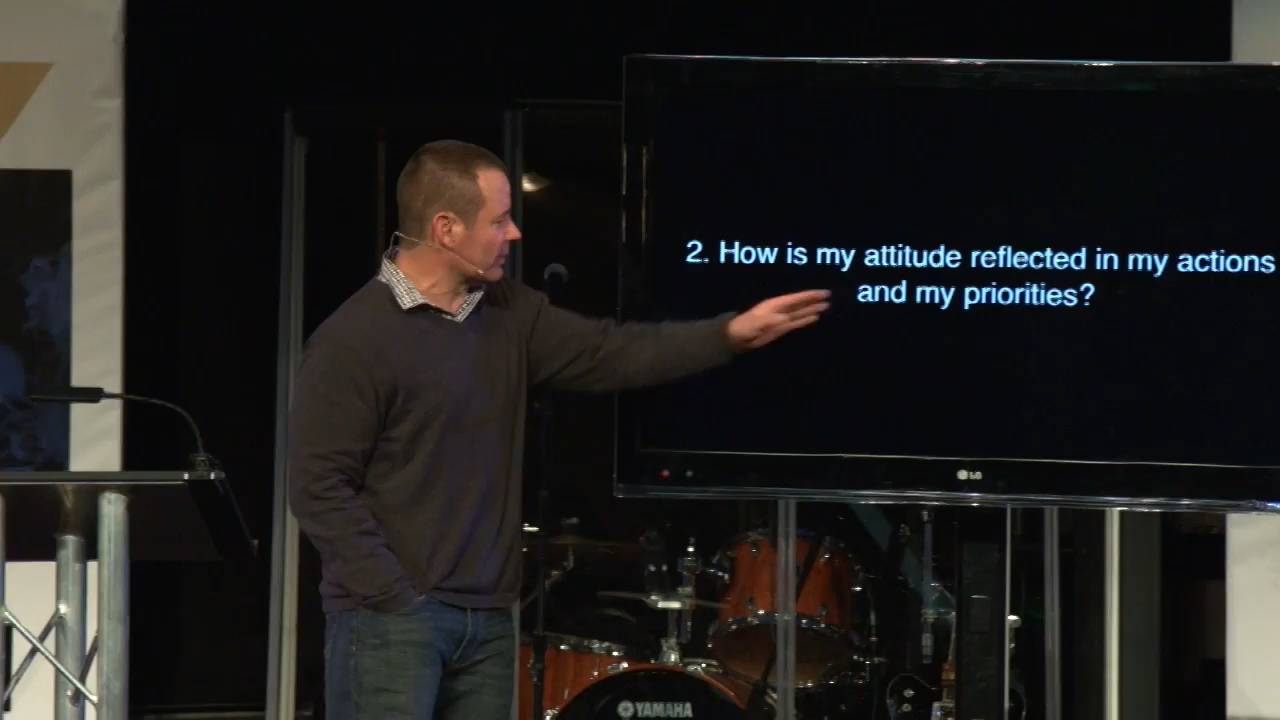 2. How is my attitude reflected in my actions
and my priorities?
LG
YAMAHA